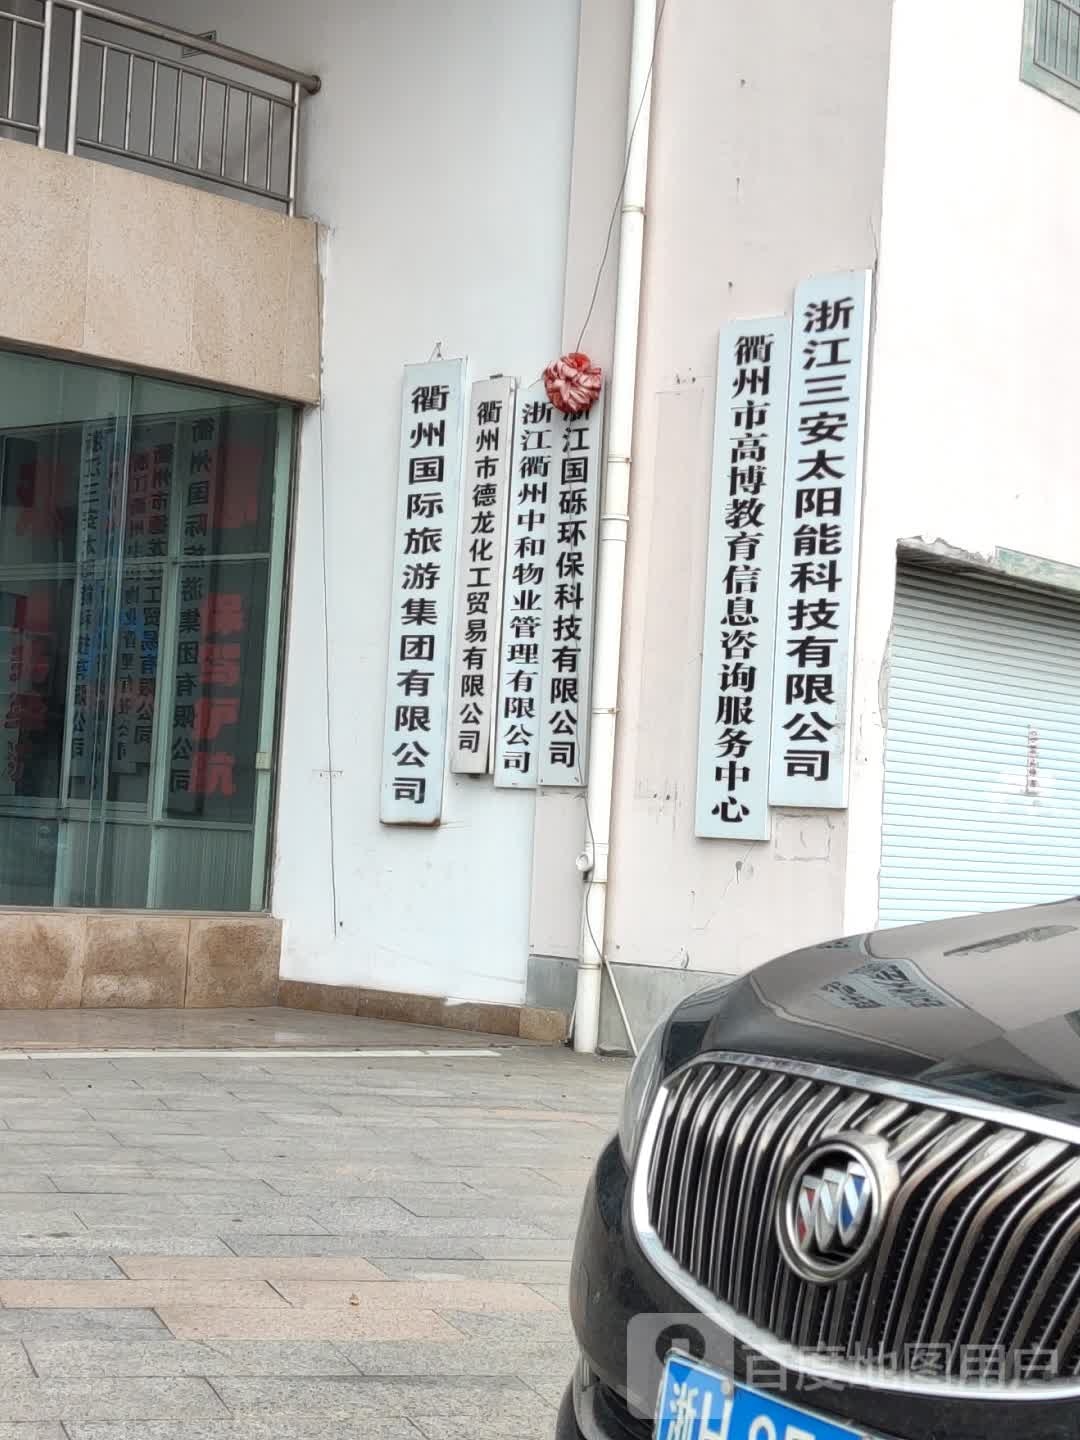 衢州国际旅游集团有限公司
衢州市德龙化工贸易有限公司
浙江衢州中和物业管理有限公司
浙江国砾环保科技有限公司
衢州市高博教育信息咨询服务中心
浙江三安太阳能科技有限公司
百度地图用户
浙H